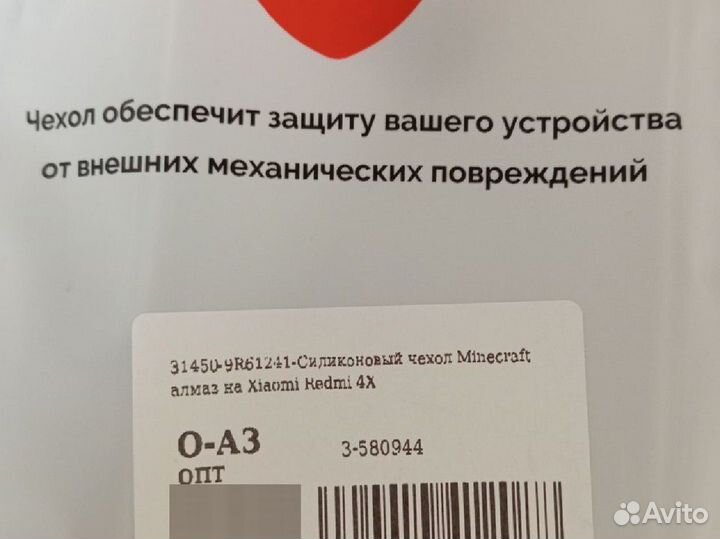 Чехол обеспечит защиту вашего устройства
от внешних механических повреждений
31450-9R61241-Силиконовый чехол Minecraft
алмаз на Xiaomi Redmi 4X
О-А3
3-580944
ОПТ
Avito